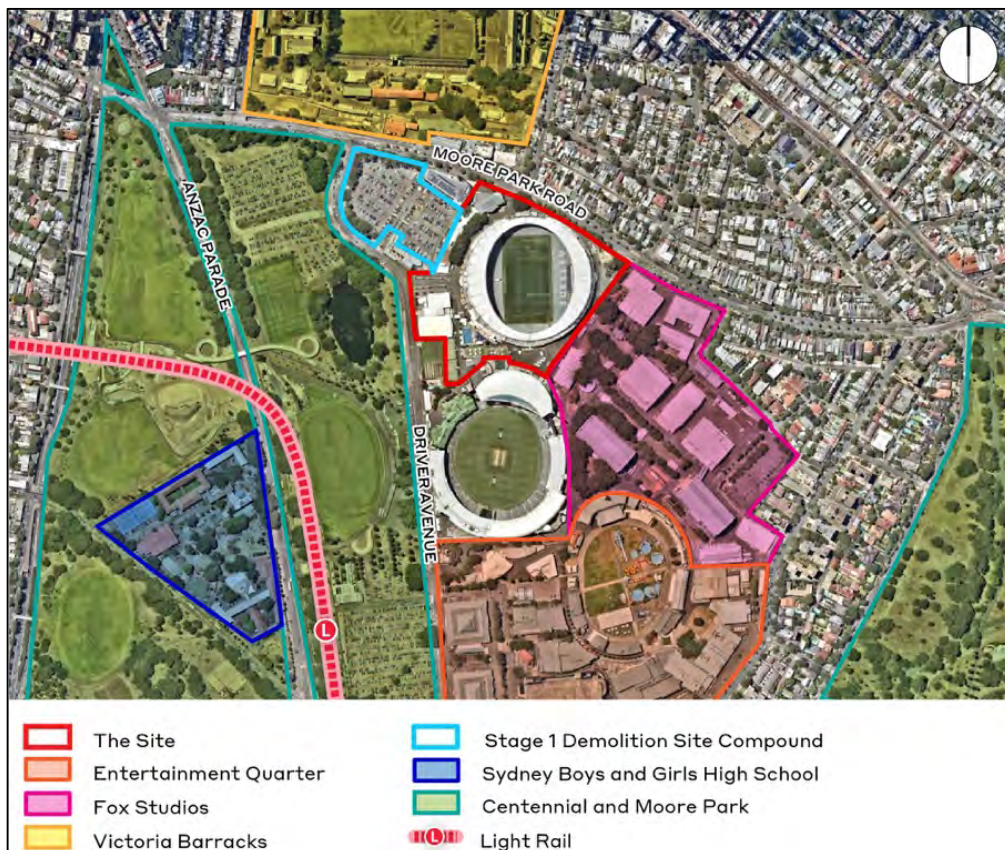 MOORE PARK ROAD
ANZAC PARADE
DRIVER AVENUE
L
The Site
Entertainment Quarter
Fox Studios
Victoria Barracks
Stage 1 Demolition Site Compound
Sydney Boys and Girls High School
Centennial and Moore Park
L
Light Rail